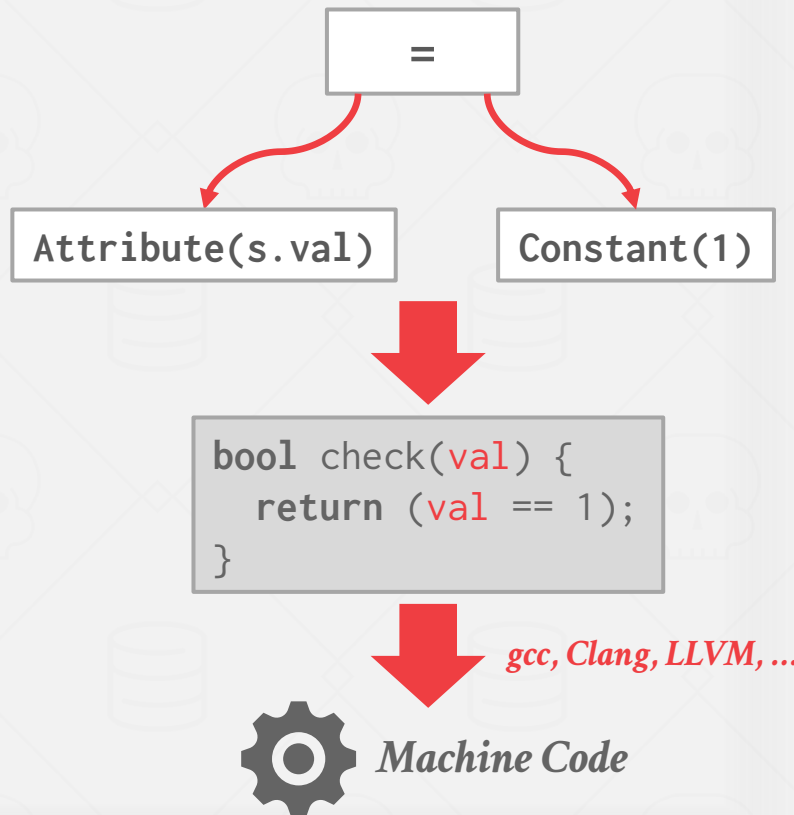 =
Attribute(s.val)
Constant(1)
bool check(val) {
return (val == 1);
}
gcc, Clang, LLVM, ...
Machine Code